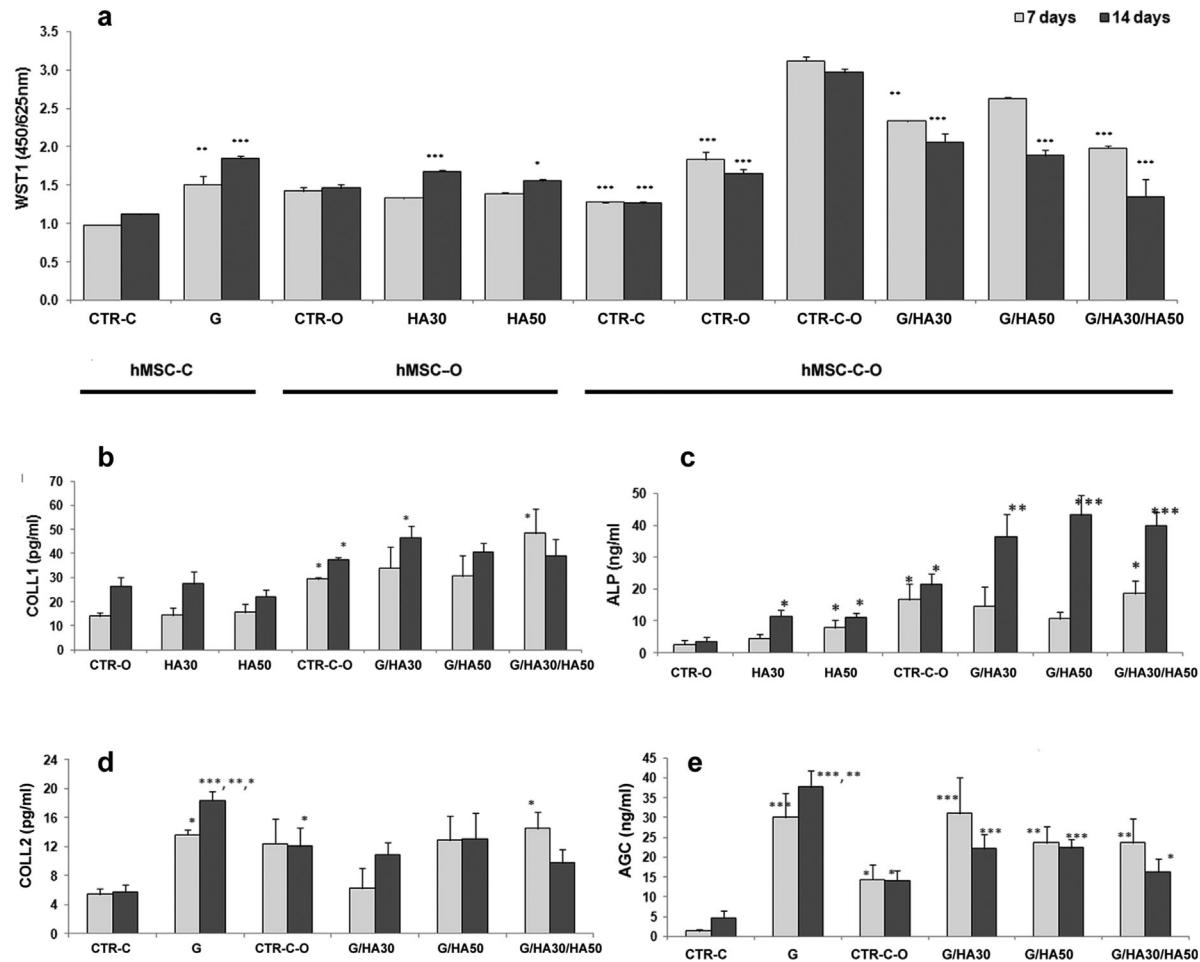 a
7 days 14 days
WST1 (450/625nm)
3.5
3.0
2.5
2.0
1.5
1.0
0.5
0.0
** *** *** * *** *** *** *** ** *** *** *** ***
CTR-C G CTR-O HA30 HA50 CTR-C CTR-O CTR-C-O G/HA30 G/HA50 G/HA30/HA50
hMSC-C hMSC–O hMSC-C-O
b
COLL1 (pg/ml)
70
60
50
40
30
20
10
0
* * * *
CTR-O HA30 HA50 CTR-C-O G/HA30 G/HA50 G/HA30/HA50
c
ALP (ng/ml)
50
40
30
20
10
0
* * * * * ** *** * ***
CTR-O HA30 HA50 CTR-C-O G/HA30 G/HA50 G/HA30/HA50
d
COLL2 (pg/ml)
24
20
16
12
8
4
0
* ***,**,* * *
CTR-C G CTR-C-O G/HA30 G/HA50 G/HA30/HA50
e
AGC (ng/ml)
45
40
35
30
25
20
15
10
5
0
*** ***,** * * *** *** ** *** ** *
CTR-C G CTR-C-O G/HA30 G/HA50 G/HA30/HA50